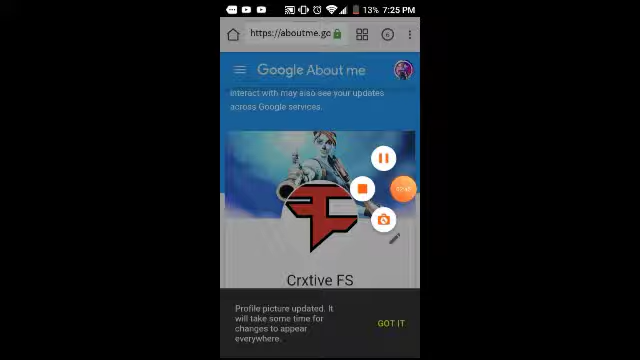 13% 7:25 PM
https://aboutme.gc
6
Google About me
interact with may also see your updates
across Google services.
Crxtive FS
Profile picture updated. It
will take some time for
changes to appear
everywhere.
GOT IT